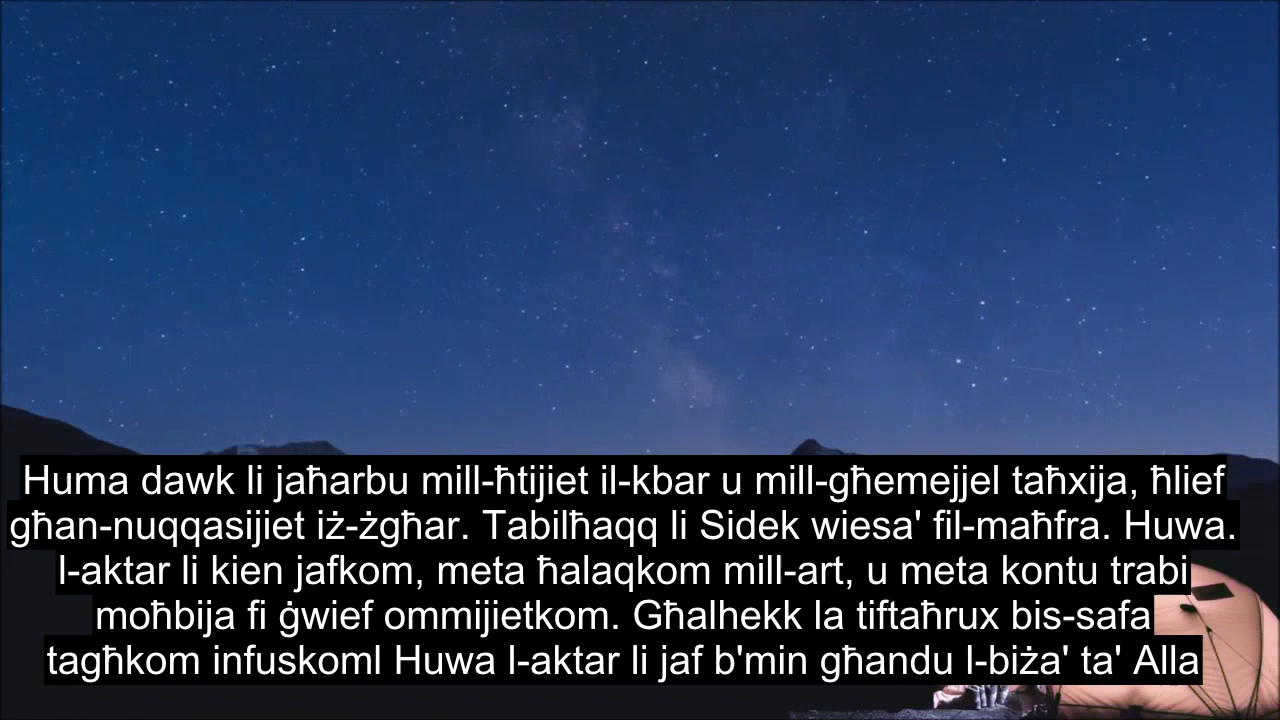 Huma dawk li jaħarbu mill-ħtijiet il-kbar u mill-għemejjel taħxija, ħlief
għan-nuqqasijiet iż-żgħar. Tabilħaqq li Sidek wiesa' fil-maħfra. Huwa.
l-aktar li kien jafkom, meta ħalaqkom mill-art, u meta kontu trabi
moħbija fi ġwief ommijietkom. Għalhekk la tiftaħrux bis-safa
tagħkom infuskoml Huwa l-aktar li jaf b'min għandu l-biża' ta' Alla